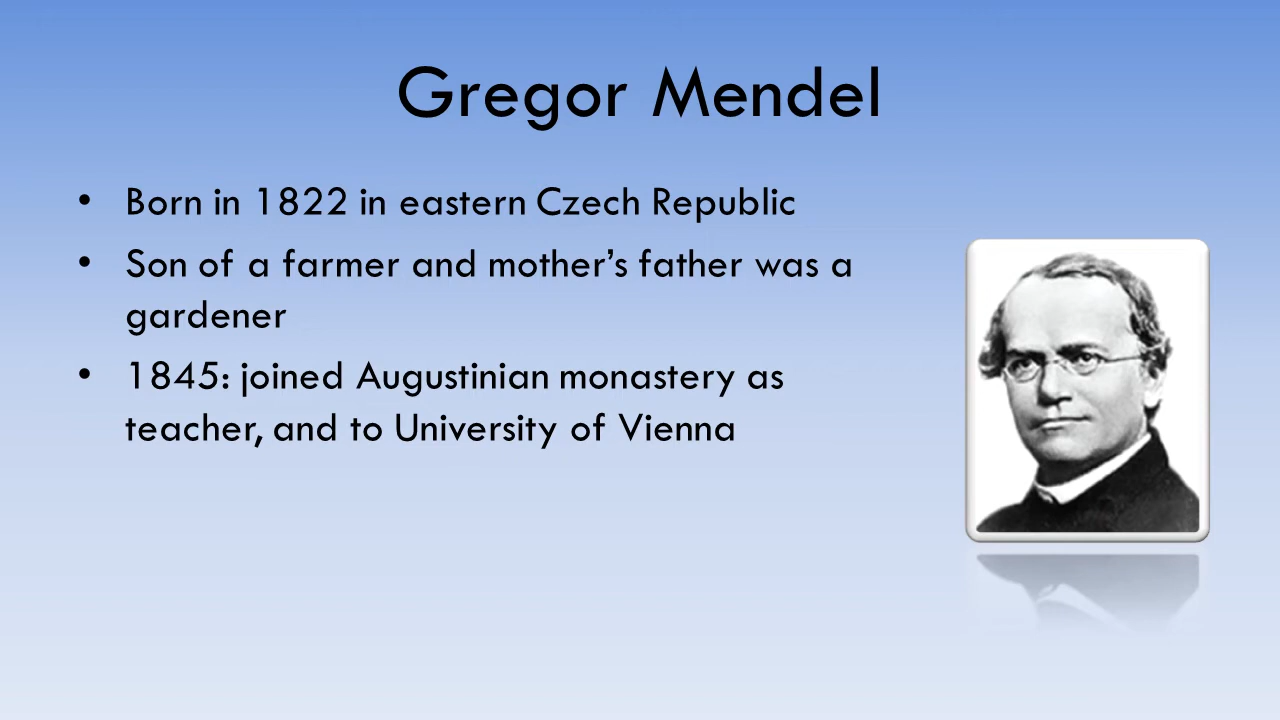 Gregor Mendel
• Born in 1822 in eastern Czech Republic
• Son of a farmer and mother’s father was a
gardener
• 1845: joined Augustinian monastery as
teacher, and to University of Vienna